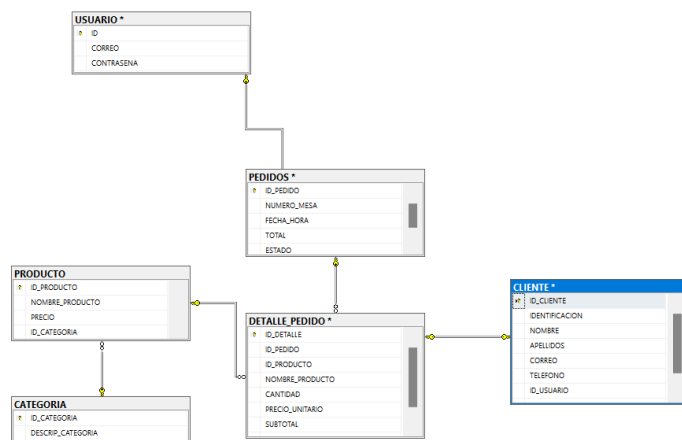 USUARIO *
ID
CORREO
CONTRASENA
PEDIDOS *
ID_PEDIDO
NUMERO_MESA
FECHA_HORA
TOTAL
ESTADO
PRODUCTO
ID_PRODUCTO
NOMBRE_PRODUCTO
PRECIO
ID_CATEGORIA
DETALLE_PEDIDO *
ID_DETALLE
ID_PEDIDO
ID_PRODUCTO
NOMBRE_PRODUCTO
CANTIDAD
PRECIO_UNITARIO
SUBTOTAL
CLIENTE *
ID_CLIENTE
IDENTIFICACION
NOMBRE
APELLIDOS
CORREO
TELEFONO
ID_USUARIO
CATEGORIA
ID_CATEGORIA
DESCRIP_CATEGORIA